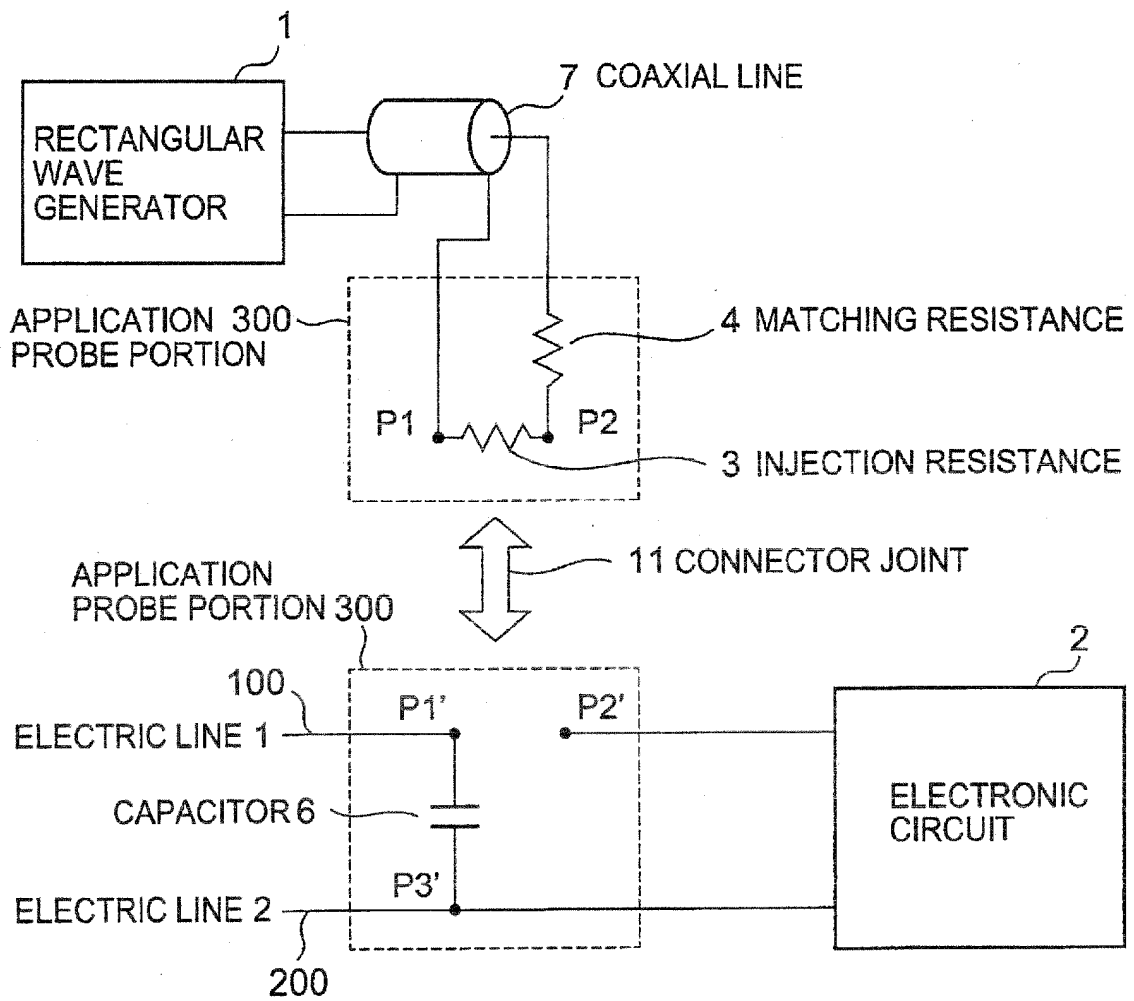 1
7 COAXIAL LINE
RECTANGULAR
WAVE
GENERATOR
APPLICATION 300
PROBE PORTION
4 MATCHING RESISTANCE
P1
P2
3 INJECTION RESISTANCE
11 CONNECTOR JOINT
APPLICATION
PROBE PORTION 300
2
100
P1'
P2'
ELECTRIC LINE 1
CAPACITOR 6
ELECTRONIC
CIRCUIT
P3'
ELECTRIC LINE 2
200